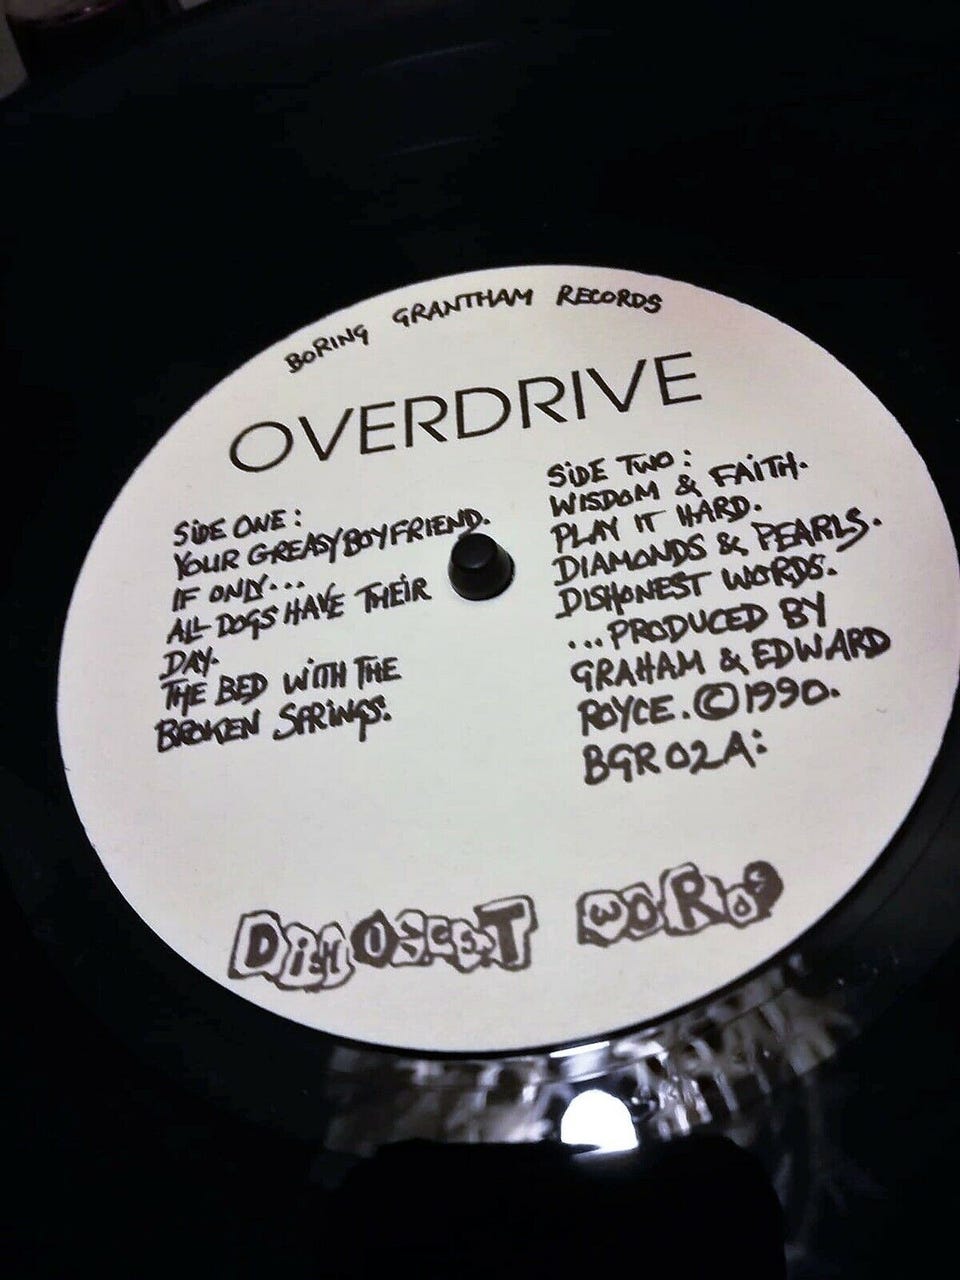 BORING GRANTHAM RECORDS
OVERDRIVE
SIDE ONE:
YOUR GREASY BOYFRIEND.
IF ONLY...
ALL DOGS HAVE THEIR
DAY.
THE BED WITH THE
BROKEN SPRINGS.
SIDE TWO:
WISDOM & FAITH.
PLAY IT HARD.
DIAMONDS & PEARLS.
DISHONEST WORDS.
...PRODUCED BY
GRAHAM & EDWARD
ROYCE. ©1990.
BGR02A:
WORDS